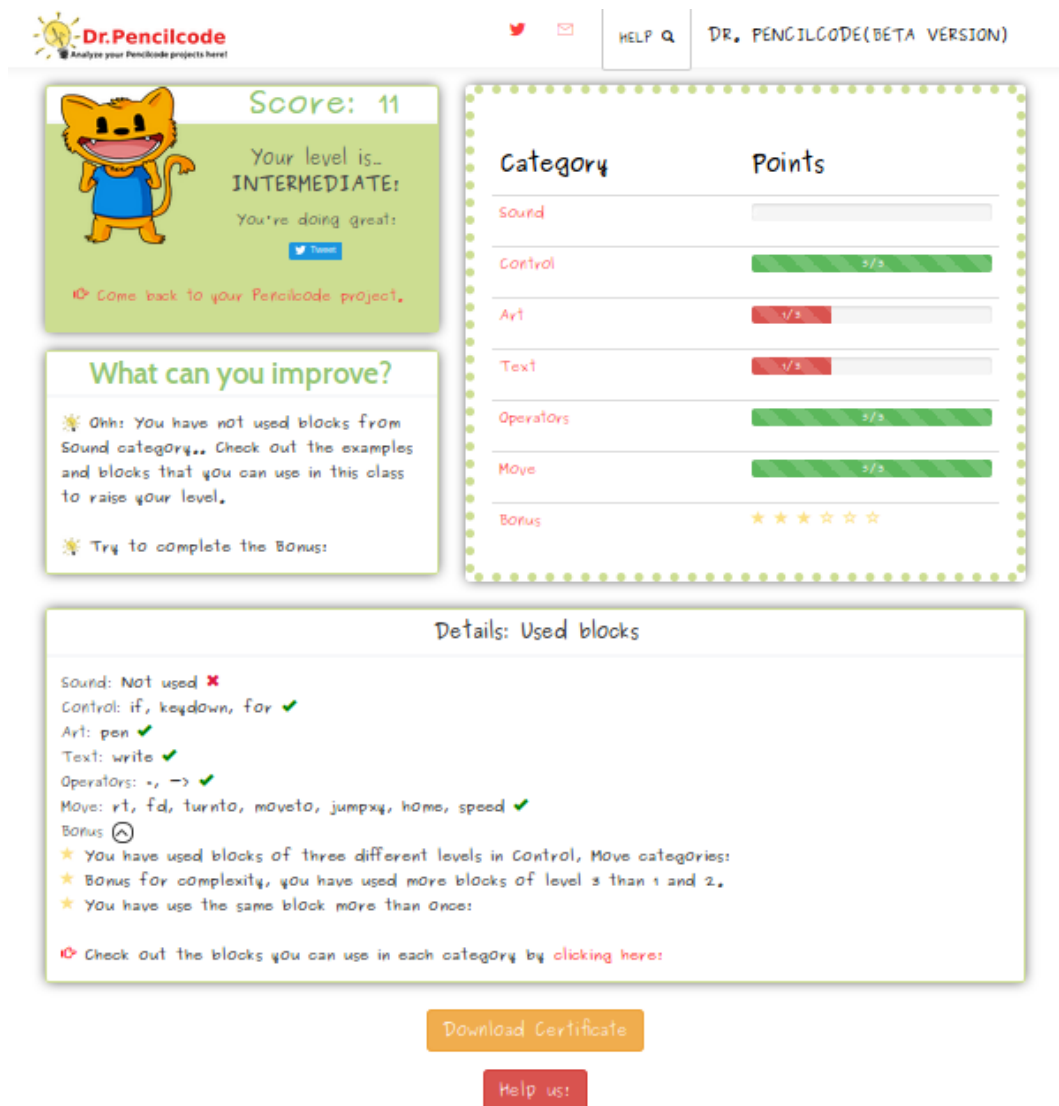 Dr.Pencilcode
Analyze your Pencilcode projects here!
HELP
DR. PENCILCODE(BETA VERSION)
Score: 11
Your level is...
INTERMEDIATE!
You're doing great!
Tweet
Come back to your Pencilcode project.
What can you improve?
Ohh! You have not used blocks from
Sound category.. Check out the examples
and blocks that you can use in this class
to raise your level.
Try to complete the Bonus!
Category Points
Sound
Control 3/3
Art 1/3
Text 1/3
Operators 3/3
Move 3/3
Bonus
Details: Used blocks
Sound: Not used
Control: if, keydown, for
Art: pen
Text: write
Operators: , ->
Move: rt, fd, turnto, moveto, jumpxy, home, speed
Bonus
You have used blocks of three different levels in Control, Move categories!
Bonus for complexity, you have used more blocks of level 3 than 1 and 2.
You have use the same block more than once!
Check out the blocks you can use in each category by clicking here!
Download Certificate
Help us!